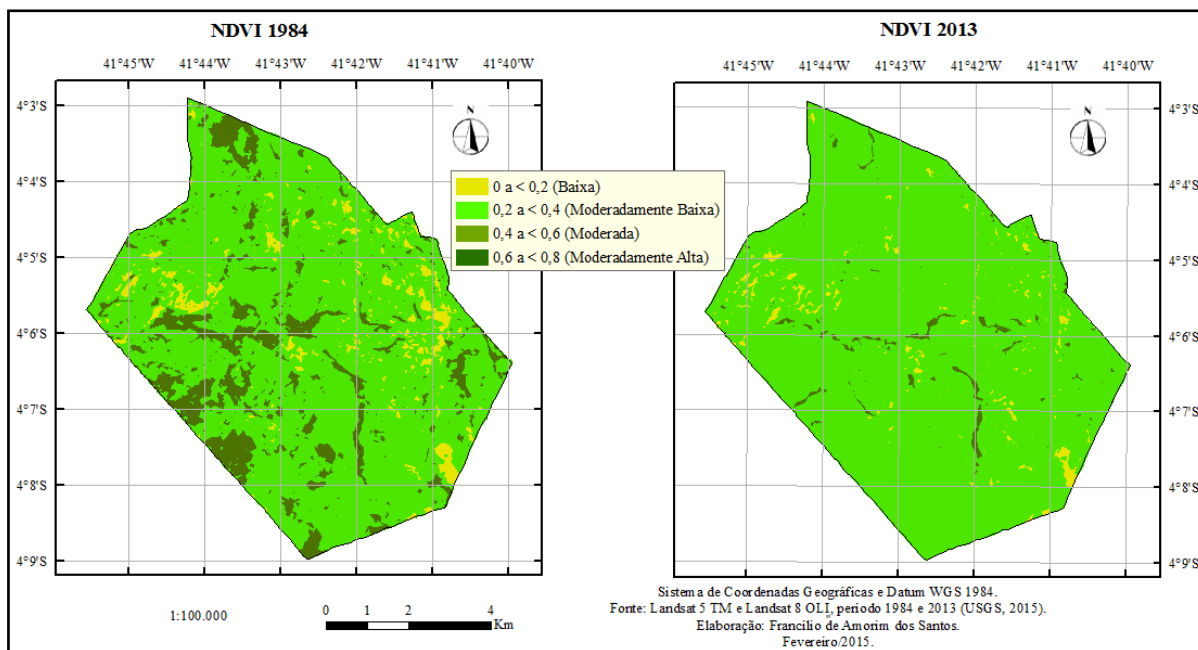 NDVI 1984
NDVI 2013
41°45'W 41°44'W 41°43'W 41°42'W 41°41'W 41°40'W
41°45'W 41°44'W 41°43'W 41°42'W 41°41'W 41°40'W
4°3'S
4°4'S
4°5'S
4°6'S
4°7'S
4°8'S
4°9'S
N
0 a < 0,2 (Baixa)
0,2 a < 0,4 (Moderadamente Baixa)
0,4 a < 0,6 (Moderada)
0,6 a < 0,8 (Moderadamente Alta)
N
4°3'S
4°4'S
4°5'S
4°6'S
4°7'S
4°8'S
4°9'S
1:100.000
0 1 2 4
Km
Sistema de Coordenadas Geográficas e Datum WGS 1984.
Fonte: Landsat 5 TM e Landsat 8 OLI, período 1984 e 2013 (USGS, 2015).
Elaboração: Francílio de Amorim dos Santos.
Fevereiro/2015.